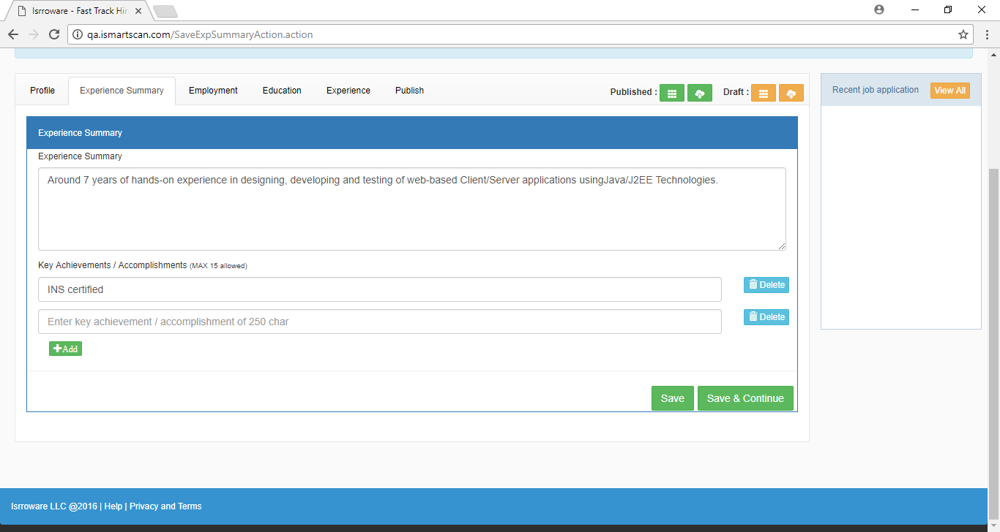 Isrroware - Fast Track Hir
qa.ismartscan.com/SaveExpSummaryAction.action
Profile Experience Summary Employment Education Experience Publish Published : Draft :
Recent job application View All
Experience Summary
Experience Summary
Around 7 years of hands-on experience in designing, developing and testing of web-based Client/Server applications usingJava/J2EE Technologies.
Key Achievements / Accomplishments (MAX 15 allowed)
INS certified Delete
Enter key achievement / accomplishment of 250 char Delete
Add
Save Save & Continue
Isrroware LLC @2016 | Help | Privacy and Terms